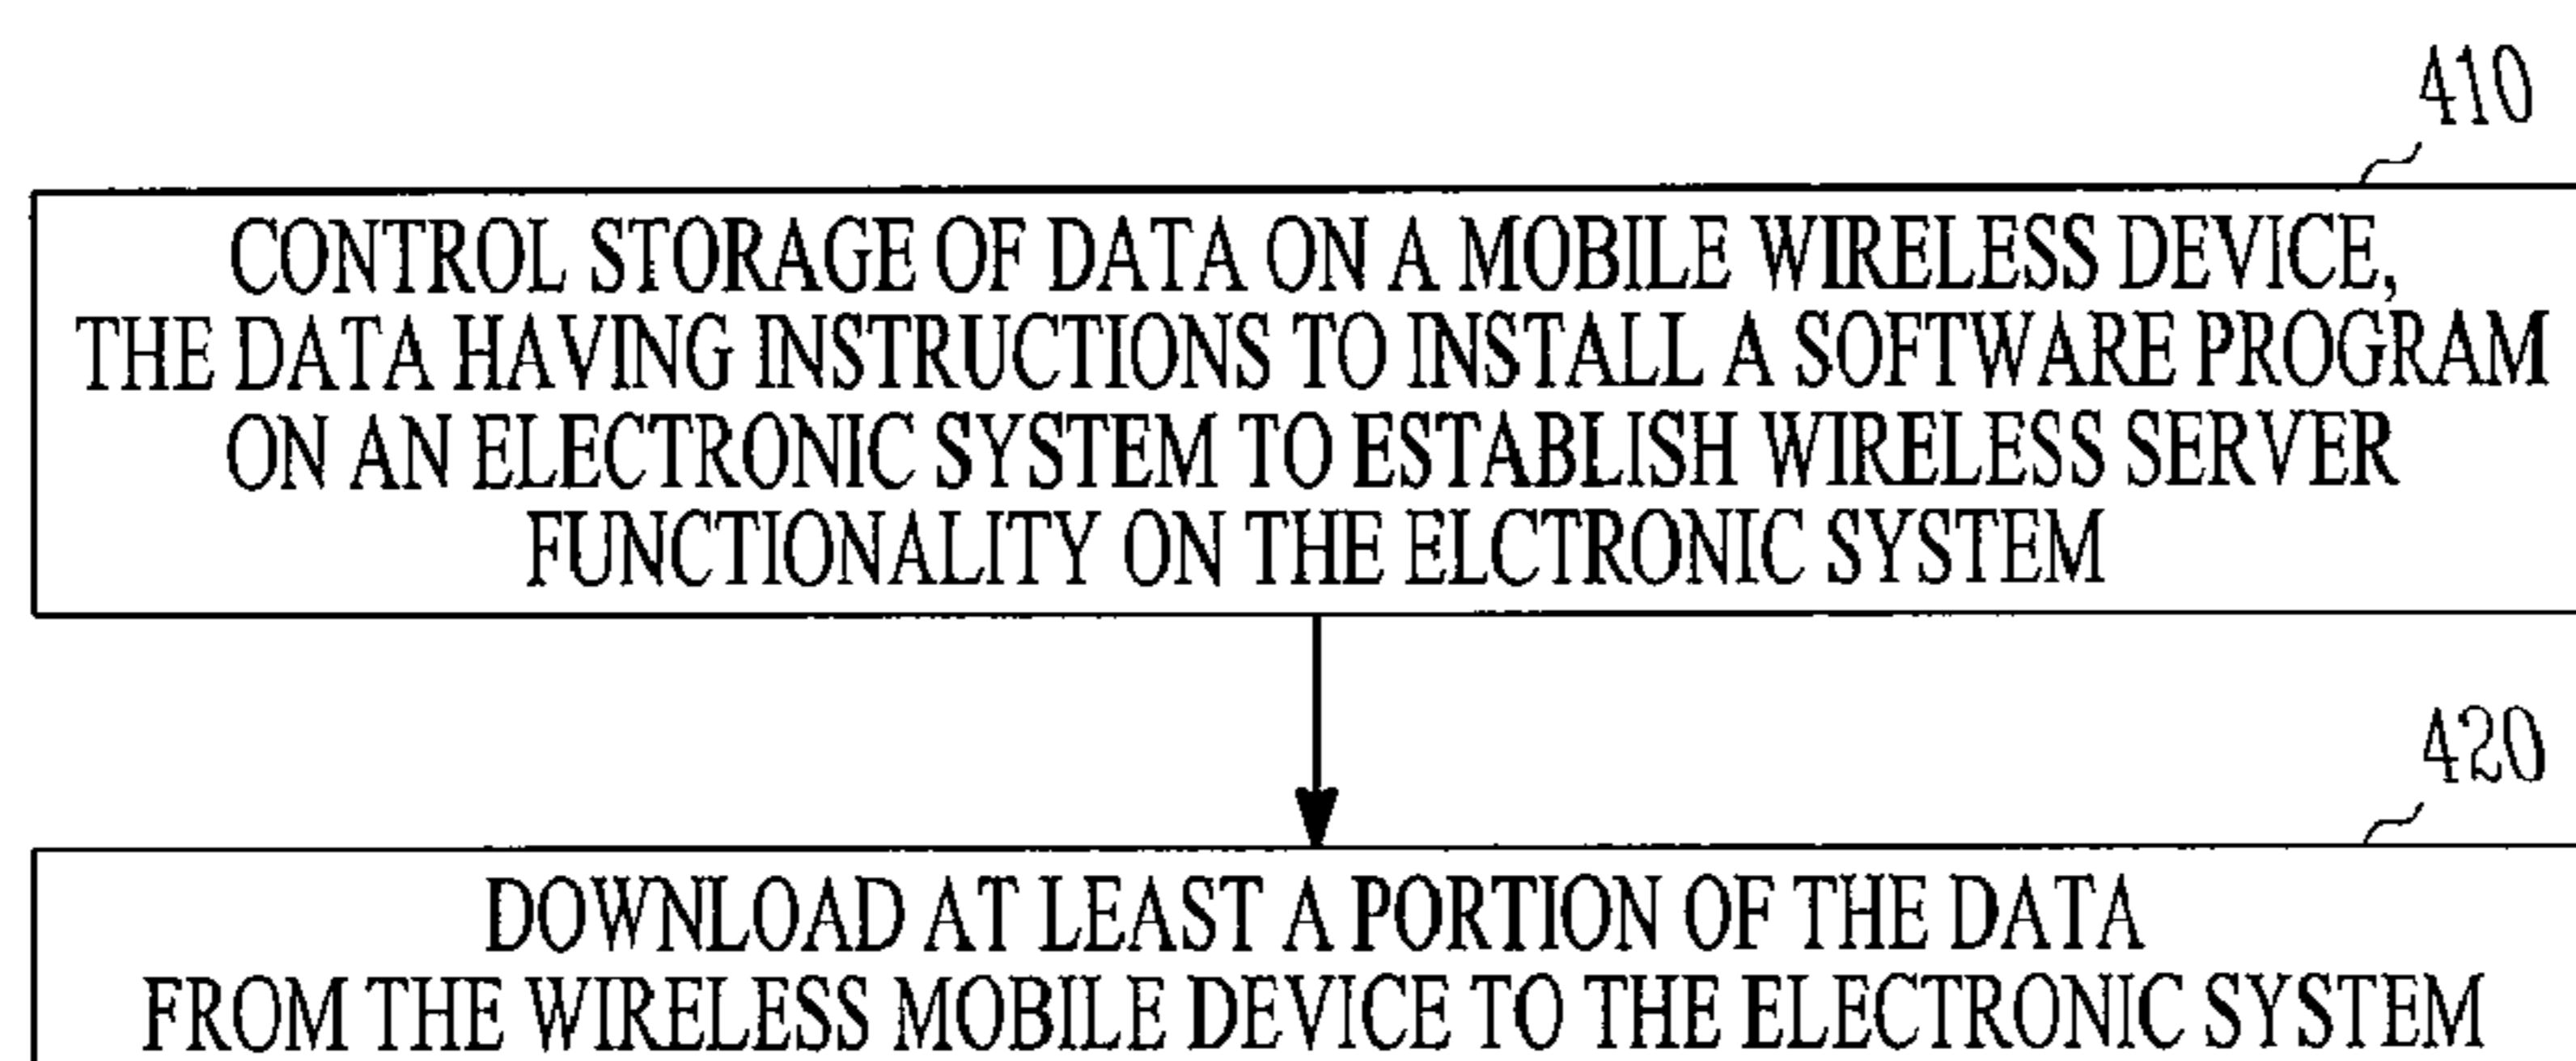 410
CONTROL STORAGE OF DATA ON A MOBILE WIRELESS DEVICE,
THE DATA HAVING INSTRUCTIONS TO INSTALL A SOFTWARE PROGRAM
ON AN ELECTRONIC SYSTEM TO ESTABLISH WIRELESS SERVER
FUNCTIONALITY ON THE ELCTRONIC SYSTEM
420
DOWNLOAD AT LEAST A PORTION OF THE DATA
FROM THE WIRELESS MOBILE DEVICE TO THE ELECTRONIC SYSTEM